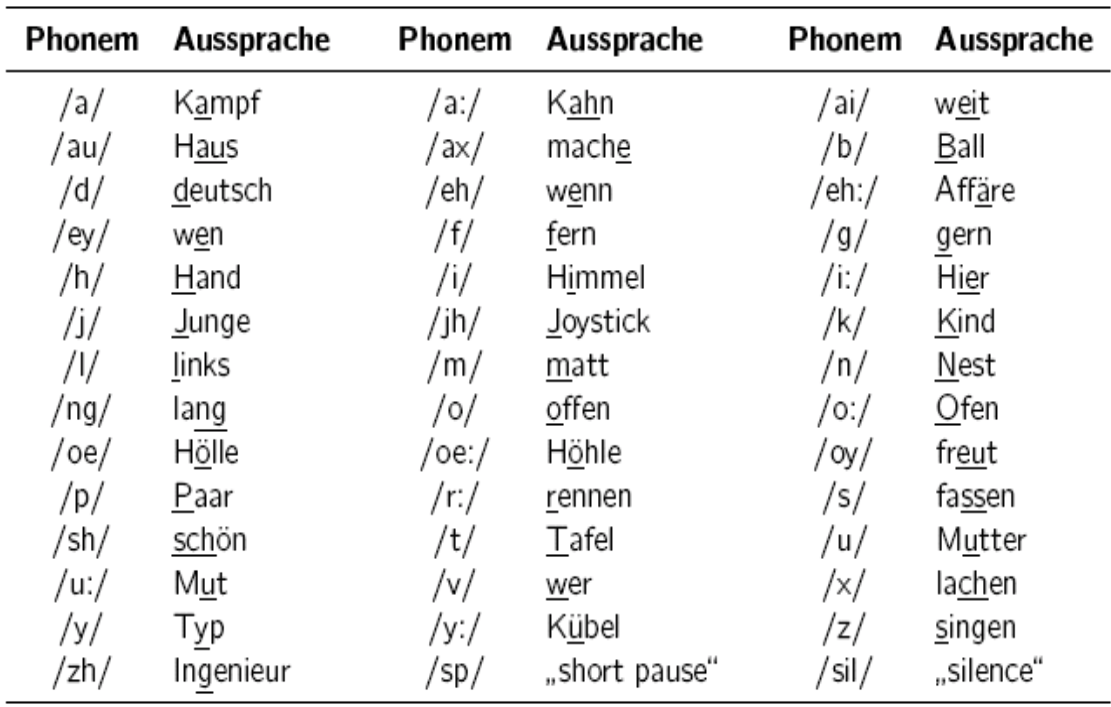 Phonem Aussprache Phonem Aussprache Phonem Aussprache
/a/ Kampf /a:/ Kahn /ai/ weit
/au/ Haus /ax/ mache /b/ Ball
/d/ deutsch /eh/ wenn /eh:/ Affäre
/ey/ wen /f/ fern /g/ gern
/h/ Hand /i/ Himmel /i:/ Hier
/j/ Junge /jh/ Joystick /k/ Kind
/l/ links /m/ matt /n/ Nest
/ng/ lang /o/ offen /o:/ Ofen
/oe/ Hölle /oe:/ Höhle /oy/ freut
/p/ Paar /r:/ rennen /s/ fassen
/sh/ schön /t/ Tafel /u/ Mutter
/u:/ Mut /v/ wer /x/ lachen
/y/ Typ /y:/ Kübel /z/ singen
/zh/ Ingenieur /sp/ „short pause“ /sil/ „silence“